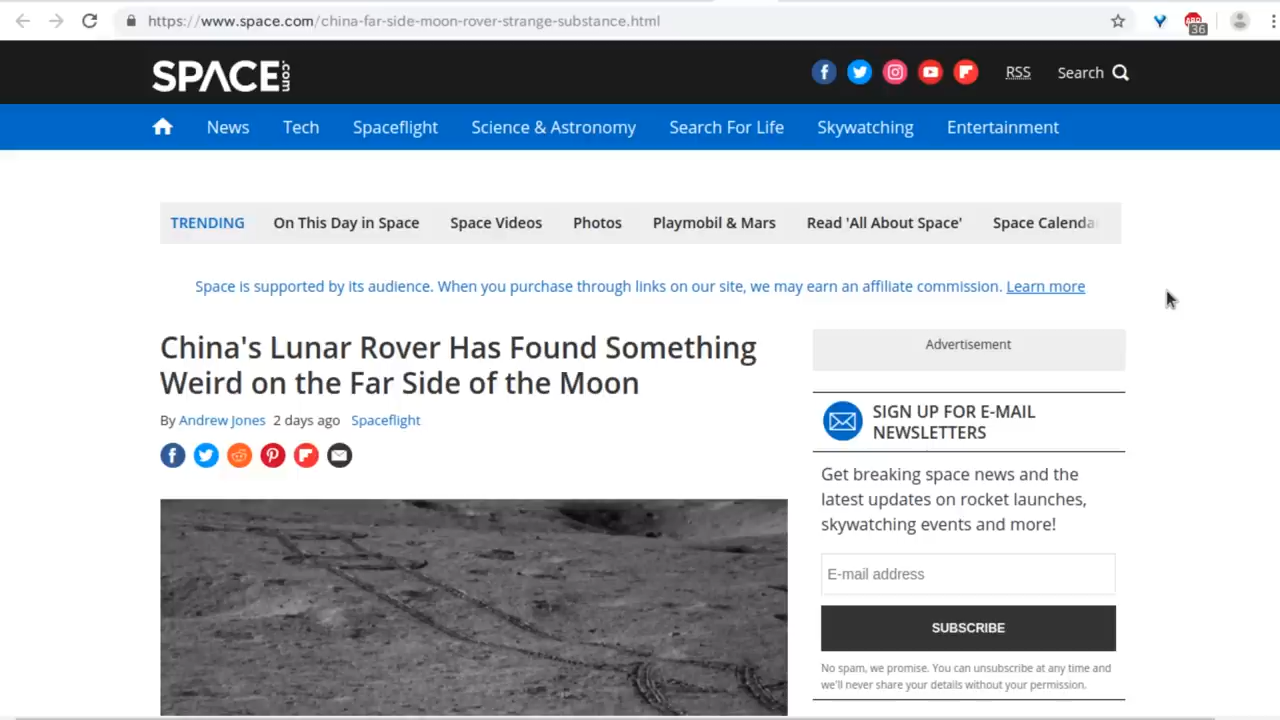 https://www.space.com/china-far-side-moon-rover-strange-substance.html
36
SPACE.com
RSS
Search
News
Tech
Spaceflight
Science & Astronomy
Search For Life
Skywatching
Entertainment
TRENDING
On This Day in Space
Space Videos
Photos
Playmobil & Mars
Read 'All About Space'
Space Calenda
Space is supported by its audience. When you purchase through links on our site, we may earn an affiliate commission. Learn more
China's Lunar Rover Has Found Something
Weird on the Far Side of the Moon
By Andrew Jones 2 days ago Spaceflight
Advertisement
SIGN UP FOR E-MAIL
NEWSLETTERS
Get breaking space news and the
latest updates on rocket launches,
skywatching events and more!
E-mail address
SUBSCRIBE
No spam, we promise. You can unsubscribe at any time and
we'll never share your details without your permission.